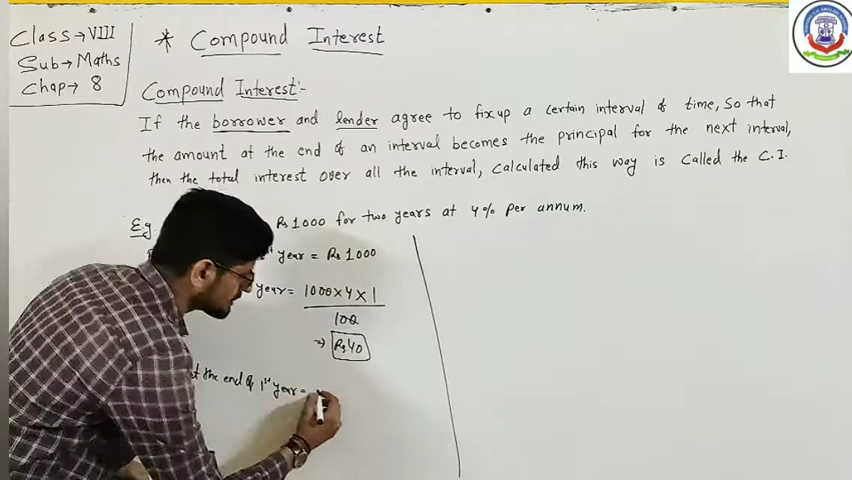 Class → VIII
Sub → Maths
Chap → 8
* Compound Interest
Compound Interest:-
If the borrower and lender agree to fix up a certain interval of time, So that
the amount at the end of an interval becomes the principal for the next interval,
then the total interest over all the interval, Calculated this way is Called the C.I.
E.g. Rs 1000 for two years at 4% Per annum.
year = Rs 1000
year = 1000 × 4 × 1
100
⇒ Rs 40
at the end of 1st year =